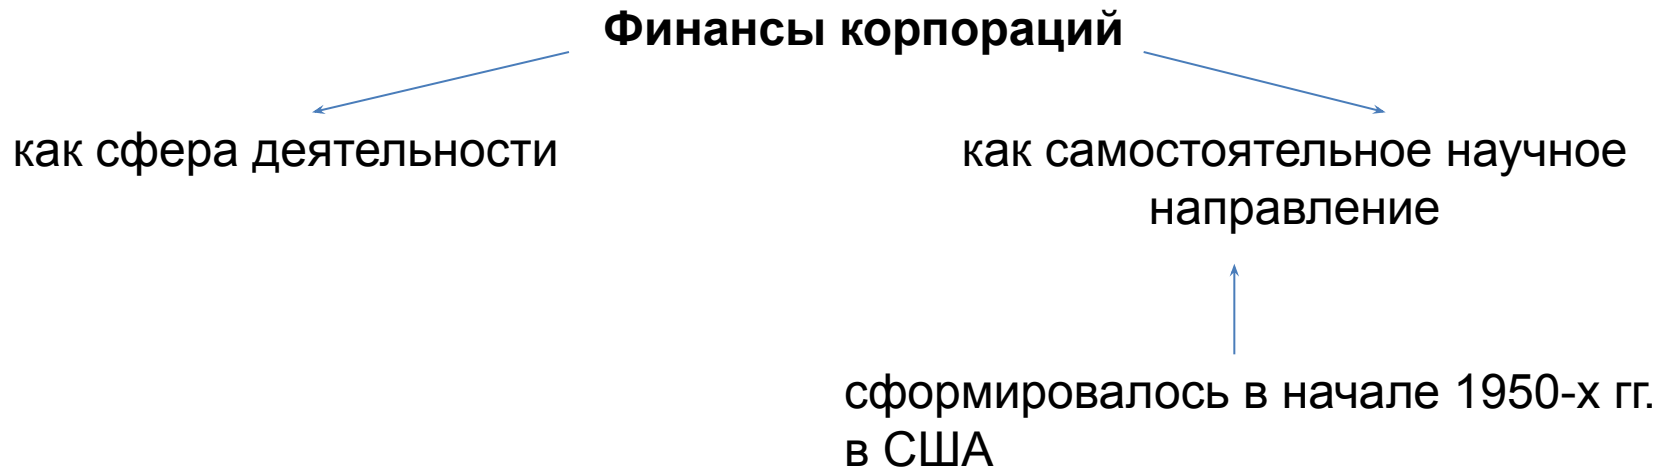 Финансы корпораций
как сфера деятельности
как самостоятельное научное
направление
сформировалось в начале 1950-х гг.
в США